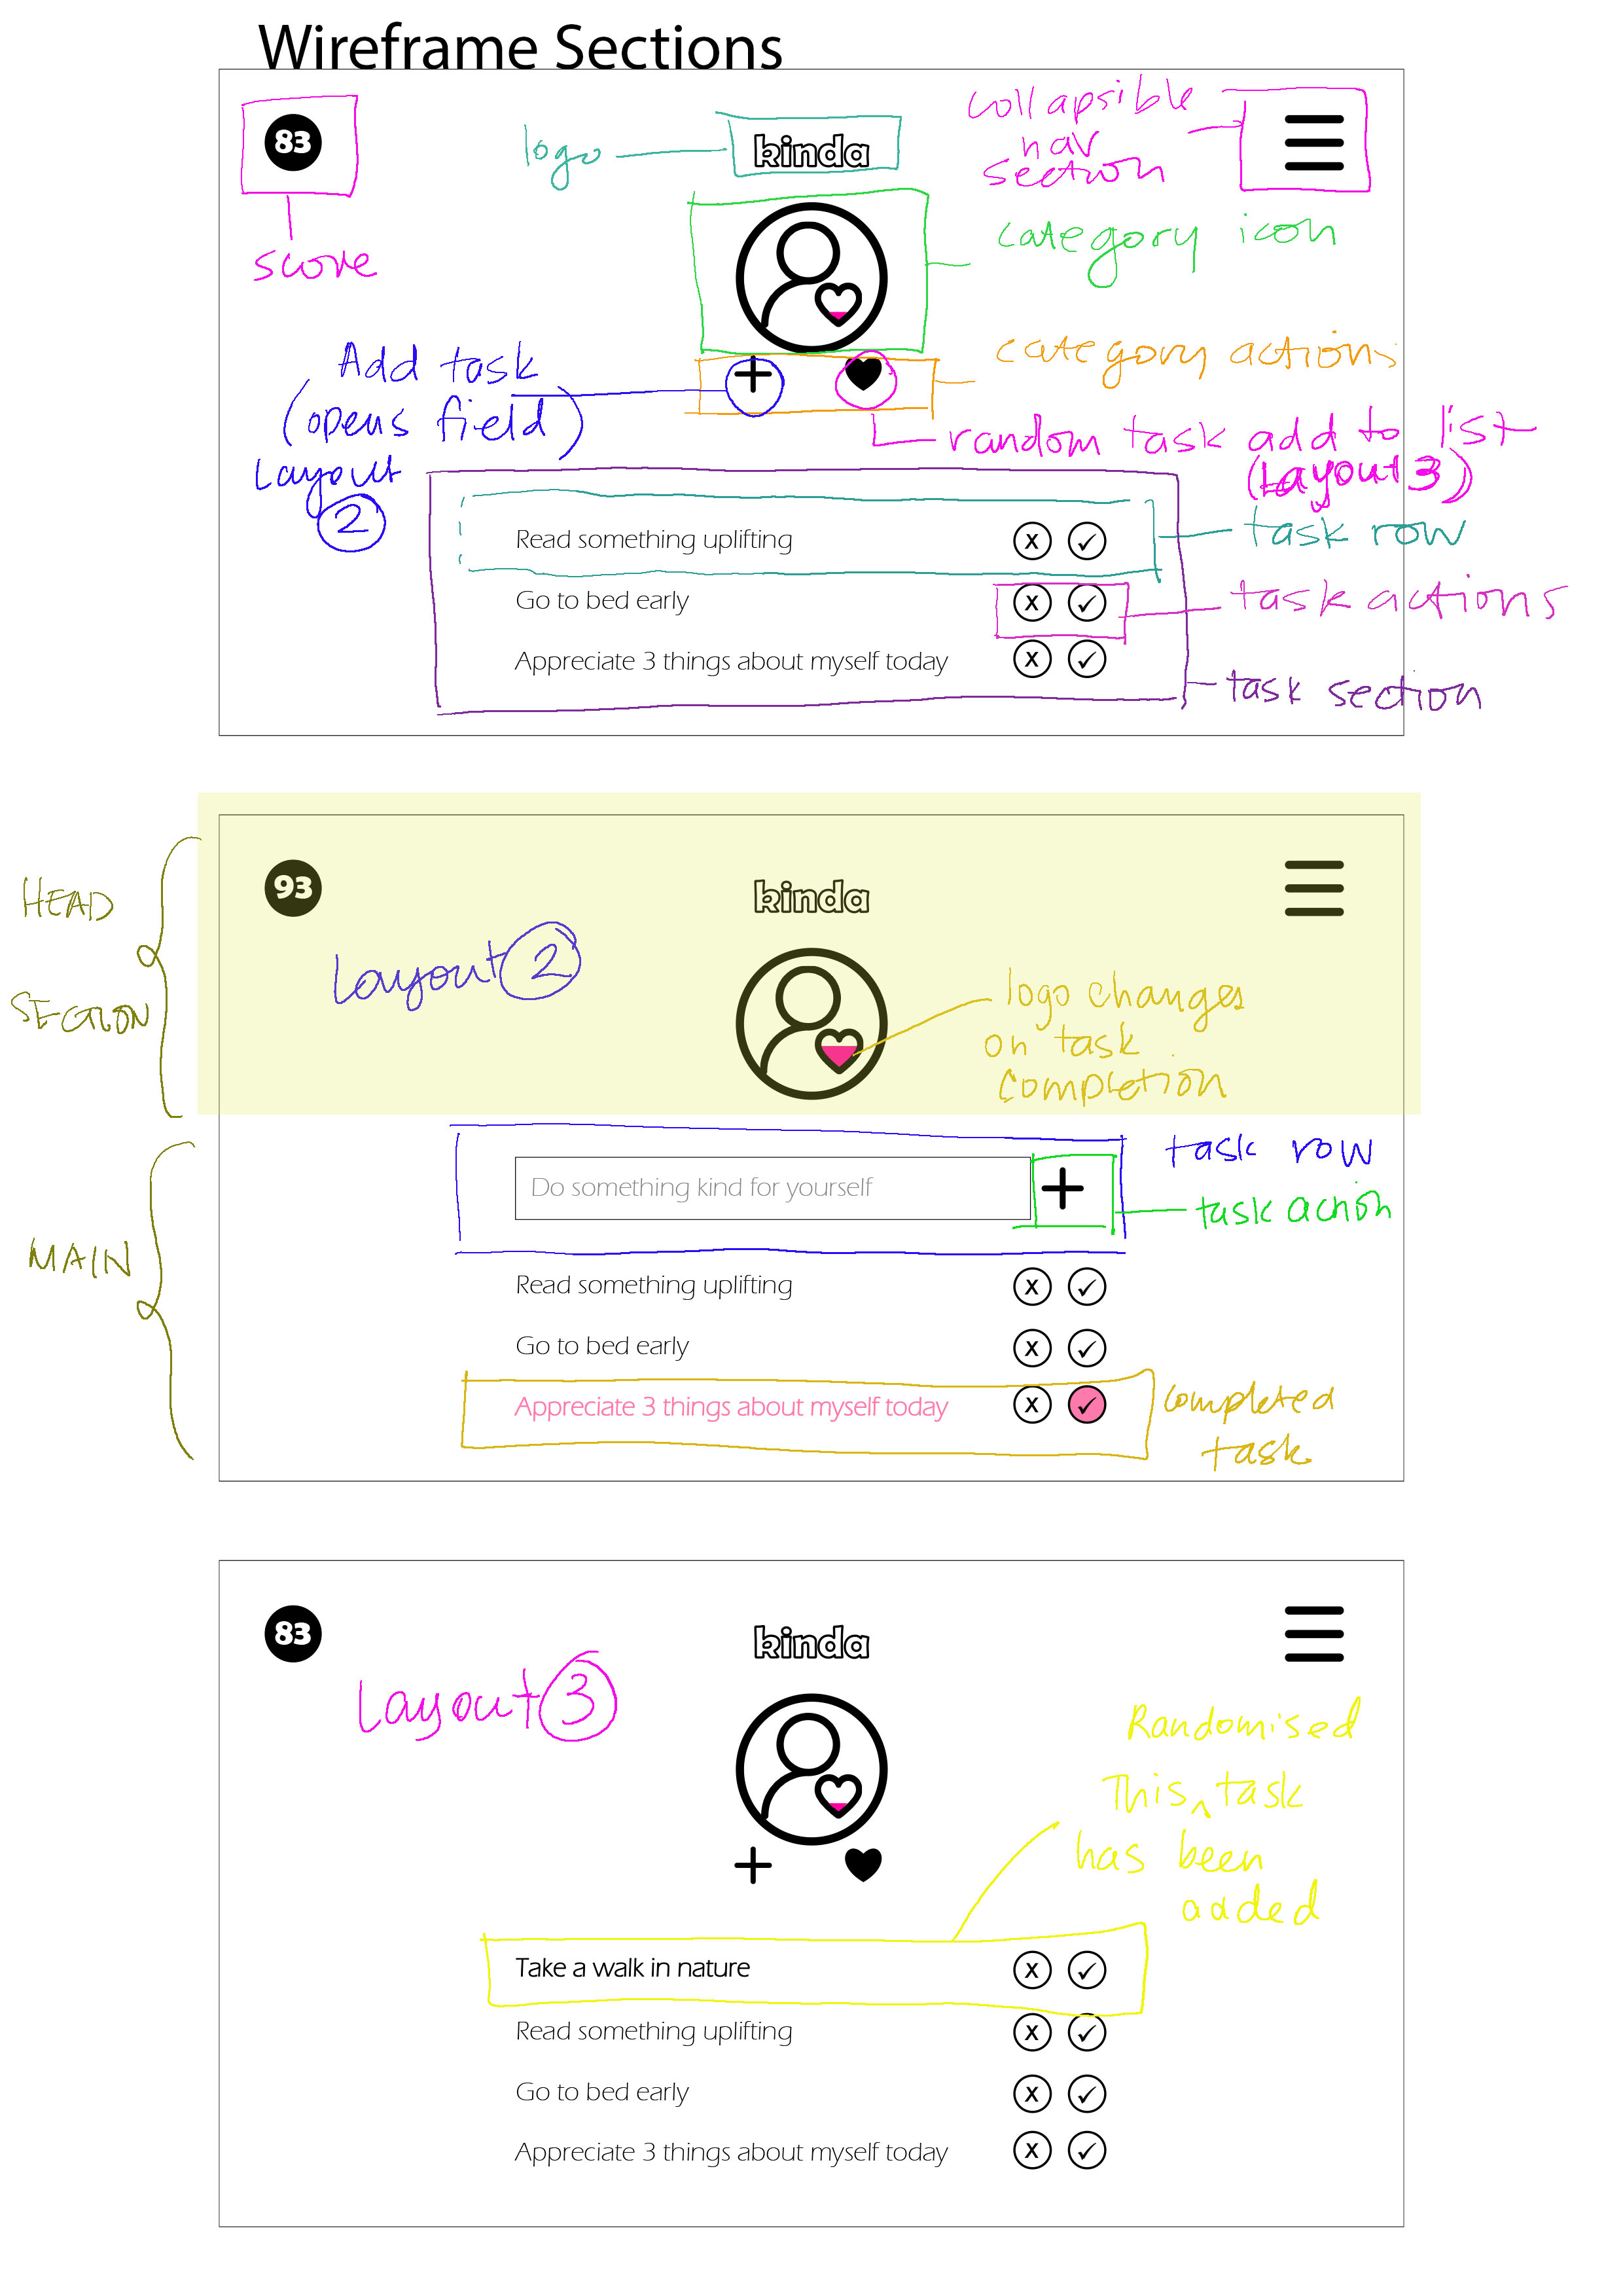 Wireframe Sections
83
score
logo
kinda
collapsible
nav
section
category icon
Add task
(opens field)
Layout
2
category actions
random task add to list
(Layout 3)
Read something uplifting
X ✓
task row
Go to bed early
X ✓
task actions
Appreciate 3 things about myself today
X ✓
task section
HEAD
SECTION
93
kinda
Layout 2
logo changes
on task
completion
MAIN
Do something kind for yourself
+
task row
task action
Read something uplifting
X ✓
Go to bed early
X ✓
Appreciate 3 things about myself today
X ✓
completed
task
83
kinda
Layout 3
Randomised
This ^ task
has been
added
Take a walk in nature
X ✓
Read something uplifting
X ✓
Go to bed early
X ✓
Appreciate 3 things about myself today
X ✓